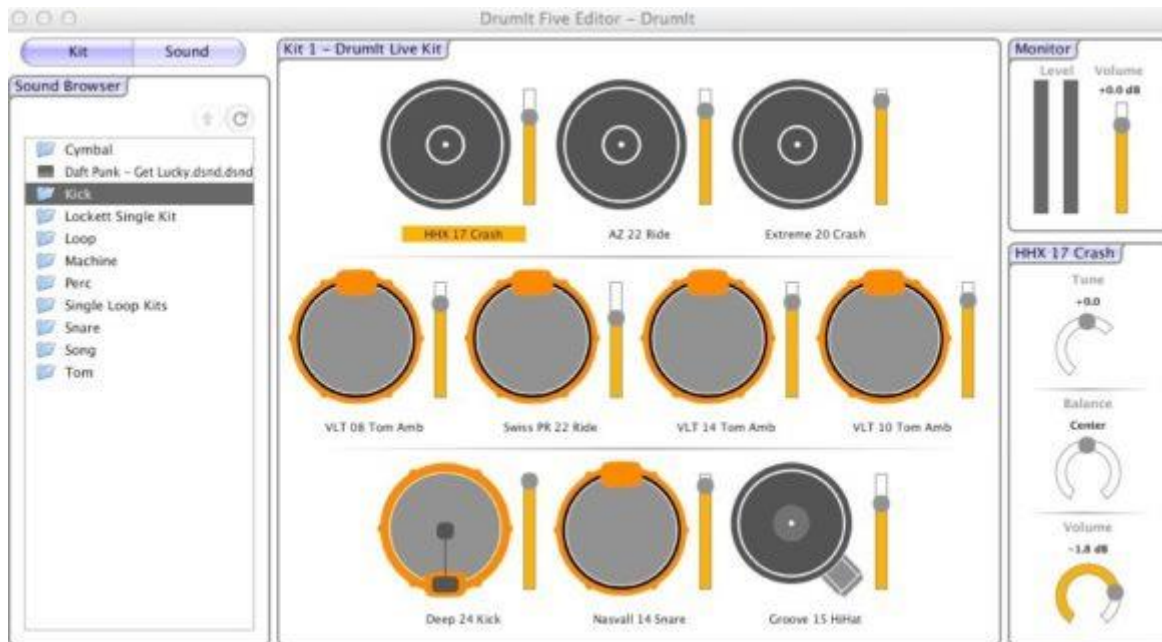 DrumIt Five Editor - DrumIt
Kit
Sound
Sound Browser
Cymbal
Daft Punk - Get Lucky.dsnd.dsnd
Kick
Lockett Single Kit
Loop
Machine
Perc
Single Loop Kits
Snare
Song
Tom
Kit 1 - DrumIt Live Kit
HHX 17 Crash
AZ 22 Ride
Extreme 20 Crash
VLT 08 Tom Amb
Swiss PR 22 Ride
VLT 14 Tom Amb
VLT 10 Tom Amb
Deep 24 Kick
Nasvall 14 Snare
Groove 15 HiHat
Monitor
Level
Volume
+0.0 dB
HHX 17 Crash
Tune
+0.0
Balance
Center
Volume
-1.8 dB